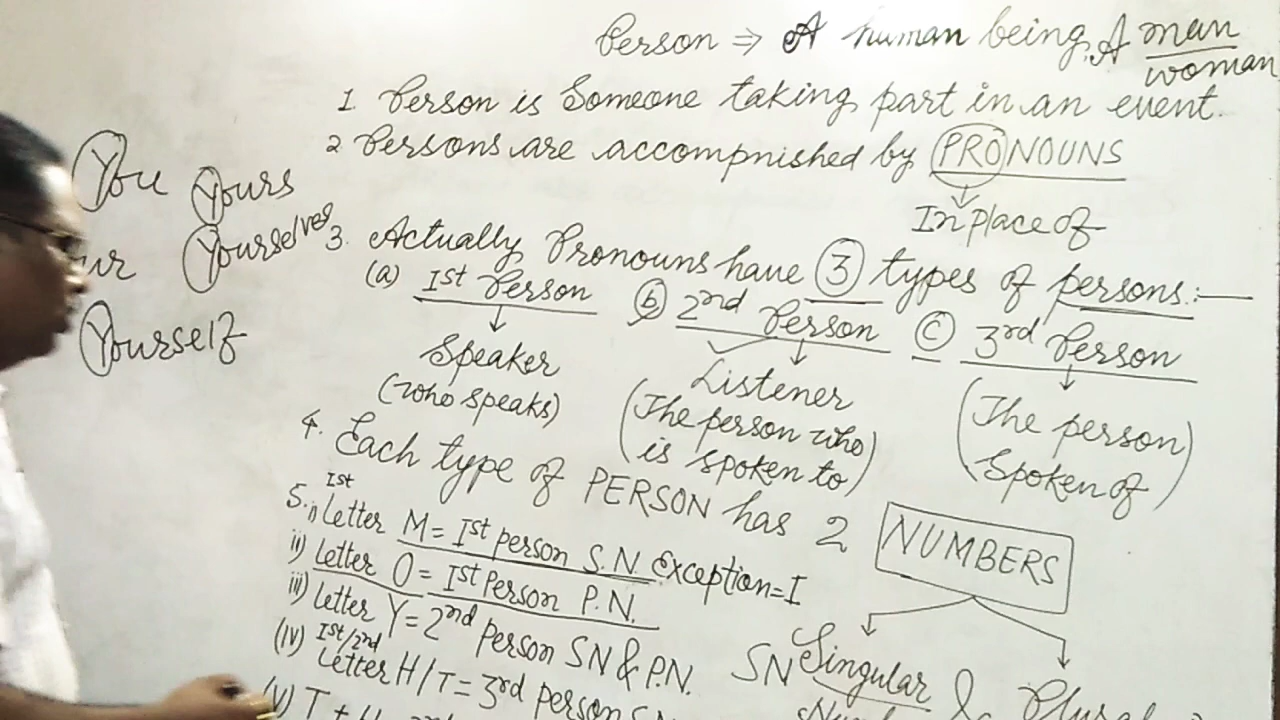 Person ⇒ A human being, A man
woman
1 Person is Someone taking part in an event.
2 Persons are accompnished by PRONOUNS
In place of
You Yours
ur Yourselves
Yourself
3. Actually Pronouns have 3 types of persons:—
(a) Ist Person (b) 2nd Person (c) 3rd Person
Speaker
(who speaks)
Listener
(The person who
is spoken to)
(The person
Spoken of)
4. Each type of PERSON has 2 NUMBERS
SN Singular & Plural
Numb
5. i) Ist Letter M = Ist person S.N. Exception = I
ii) Letter O = Ist Person P.N.
iii) Letter Y = 2nd person SN & P.N.
(iv) Ist/2nd Letter H/T = 3rd person S.N
(v) T + H